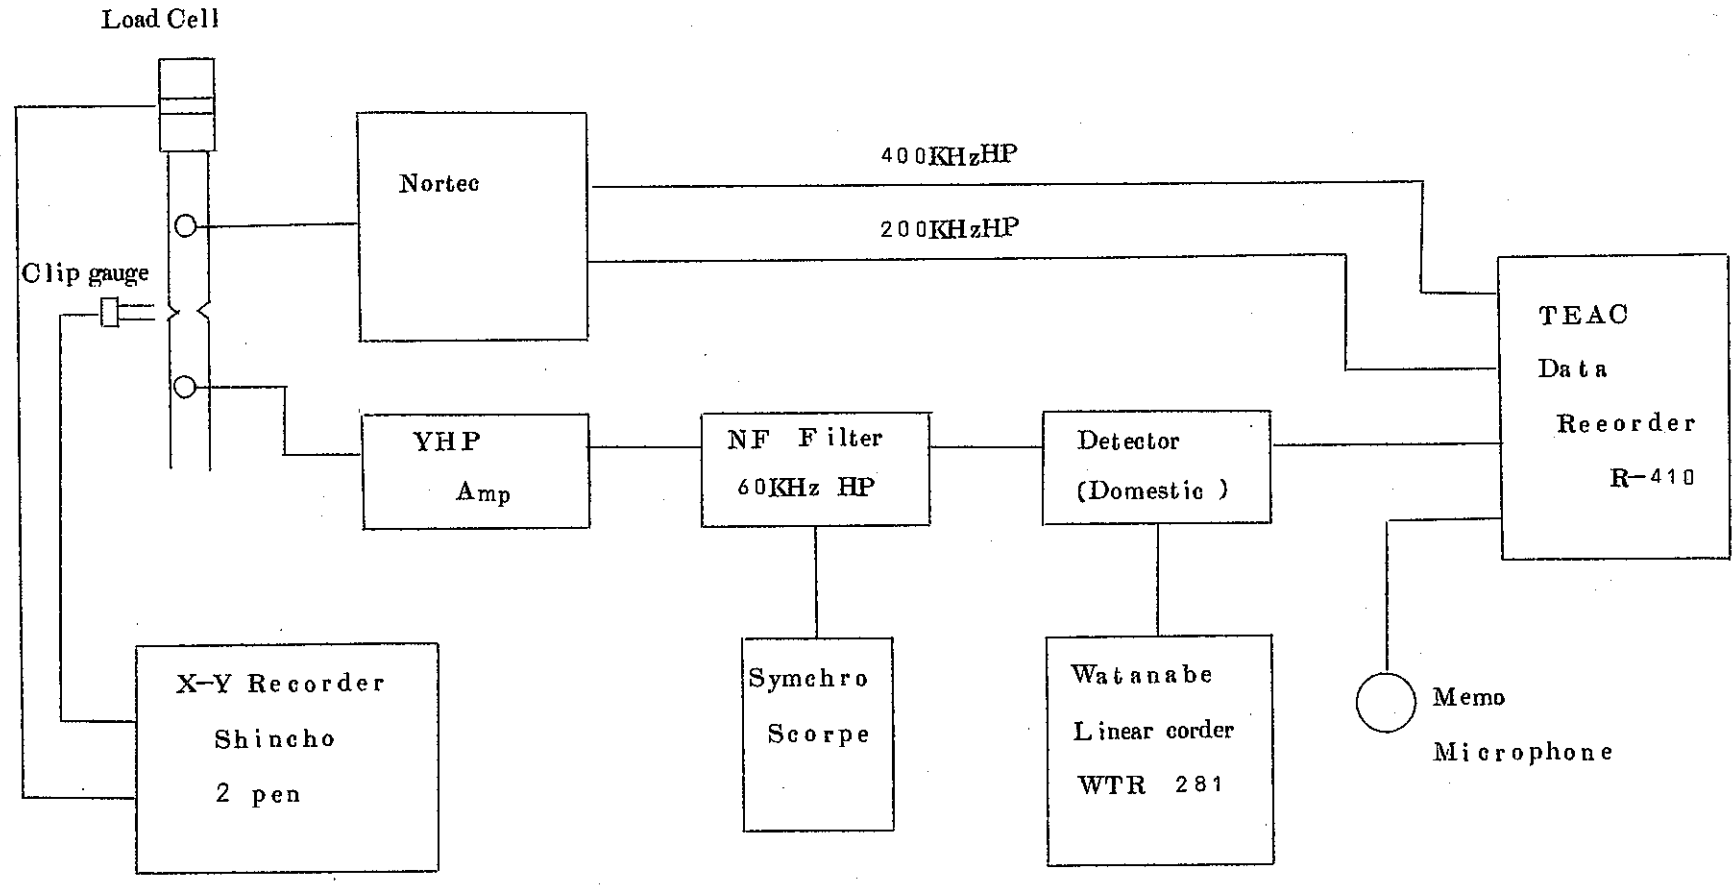 Load Cell
Nortec
400KHzHP
200KHzHP
Clip gauge
TEAC
Data
Reeorder
R-410
YHP
Amp
NF Filter
60KHz HP
Detector
(Domestic )
X-Y Recorder
Shincho
2 pen
Symchro
Scorpe
Watanabe
Linear corder
WTR 281
Memo
Microphone